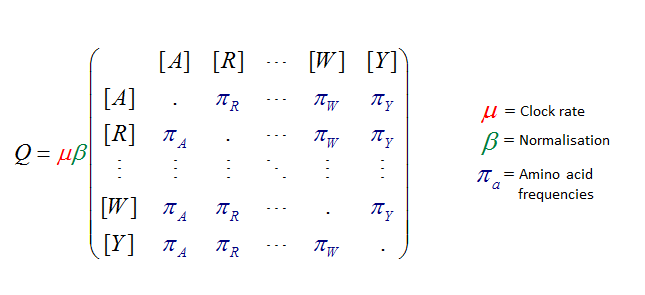 [A] [R] ⋯ [W] [Y]
[A] . π_R ⋯ π_W π_Y
[R] π_A . ⋯ π_W π_Y
Q = μβ ⋮ ⋮ ⋮ ⋱ ⋮ ⋮
[W] π_A π_R ⋯ . π_Y
[Y] π_A π_R ⋯ π_W .
μ = Clock rate
β = Normalisation
π_a = Amino acid
frequencies